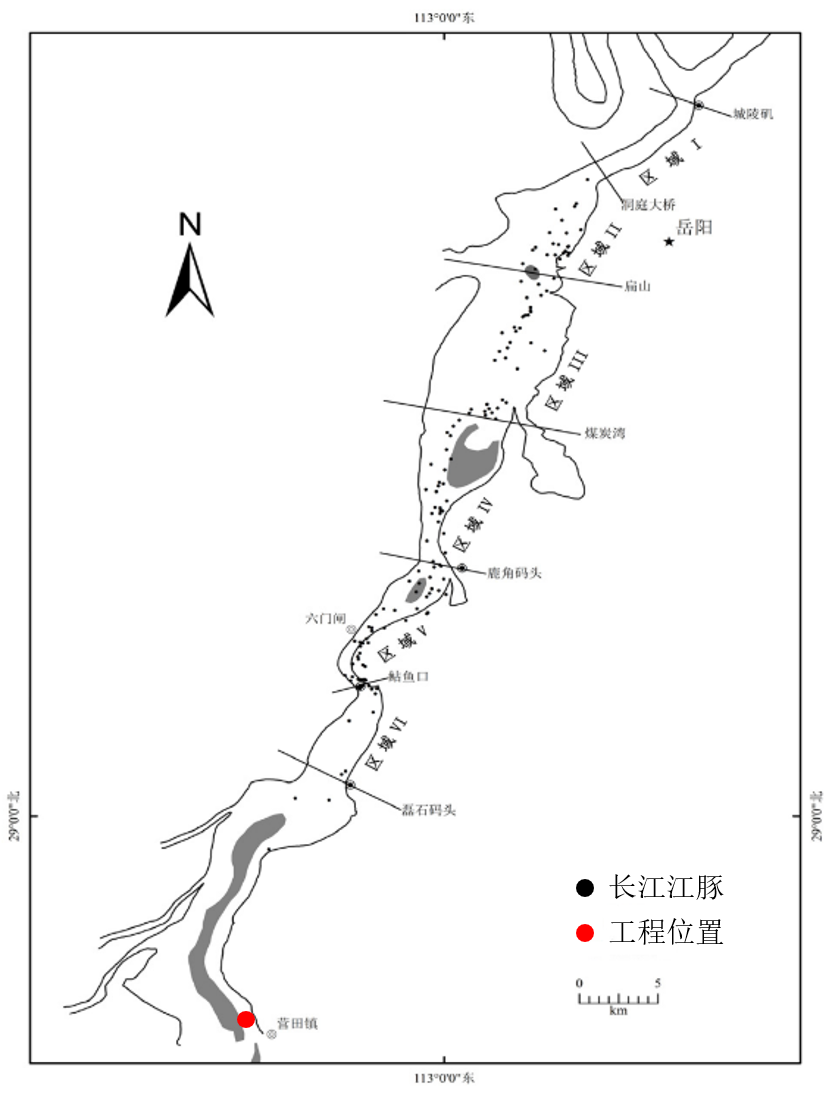 113°0'0"东
城陵矶
区域 I
洞庭大桥
岳阳
N
区域 II
扁山
区域 III
煤炭湾
区域 IV
鹿角码头
六门闸
区域 V
鲇鱼口
区域 VI
磊石码头
29°0'0"北
29°0'0"北
长江江豚
工程位置
0 5
km
营田镇
113°0'0"东